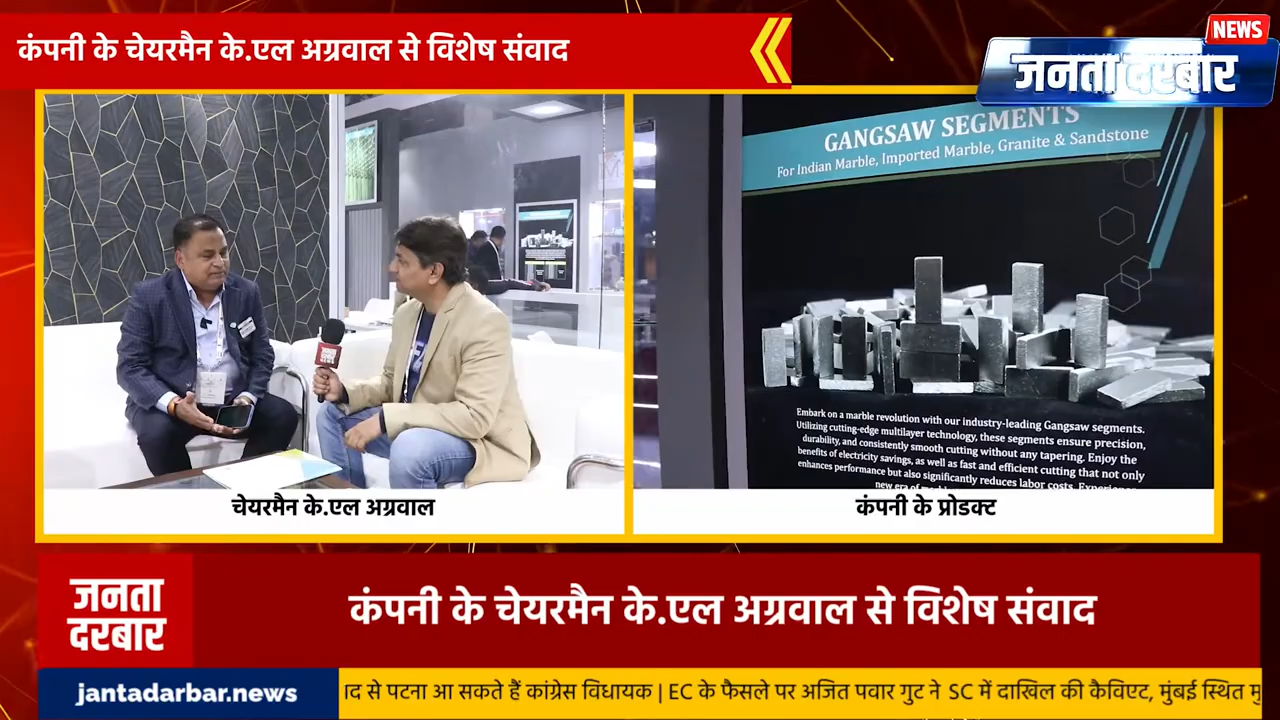 कंपनी के चेयरमैन के.एल अग्रवाल से विशेष संवाद
NEWS
जनता दरबार
GANGSAW SEGMENTS
For Indian Marble, Imported Marble, Granite & Sandstone
Embark on a marble revolution with our industry-leading Gangsaw segments.
Utilizing cutting-edge multilayer technology, these segments ensure precision,
durability, and consistently smooth cutting without any tapering. Enjoy the
benefits of electricity savings, as well as fast and efficient cutting that not only
enhances performance but also significantly reduces labor costs. Experience
new era of
चेयरमैन के.एल अग्रवाल
कंपनी के प्रोडक्ट
जनता
दरबार
कंपनी के चेयरमैन के.एल अग्रवाल से विशेष संवाद
jantadarbar.news
से पटना आ सकते हैं कांग्रेस विधायक | EC के फैसले पर अजित पवार गुट ने SC में दाखिल की कैविएट, मुंबई स्थित